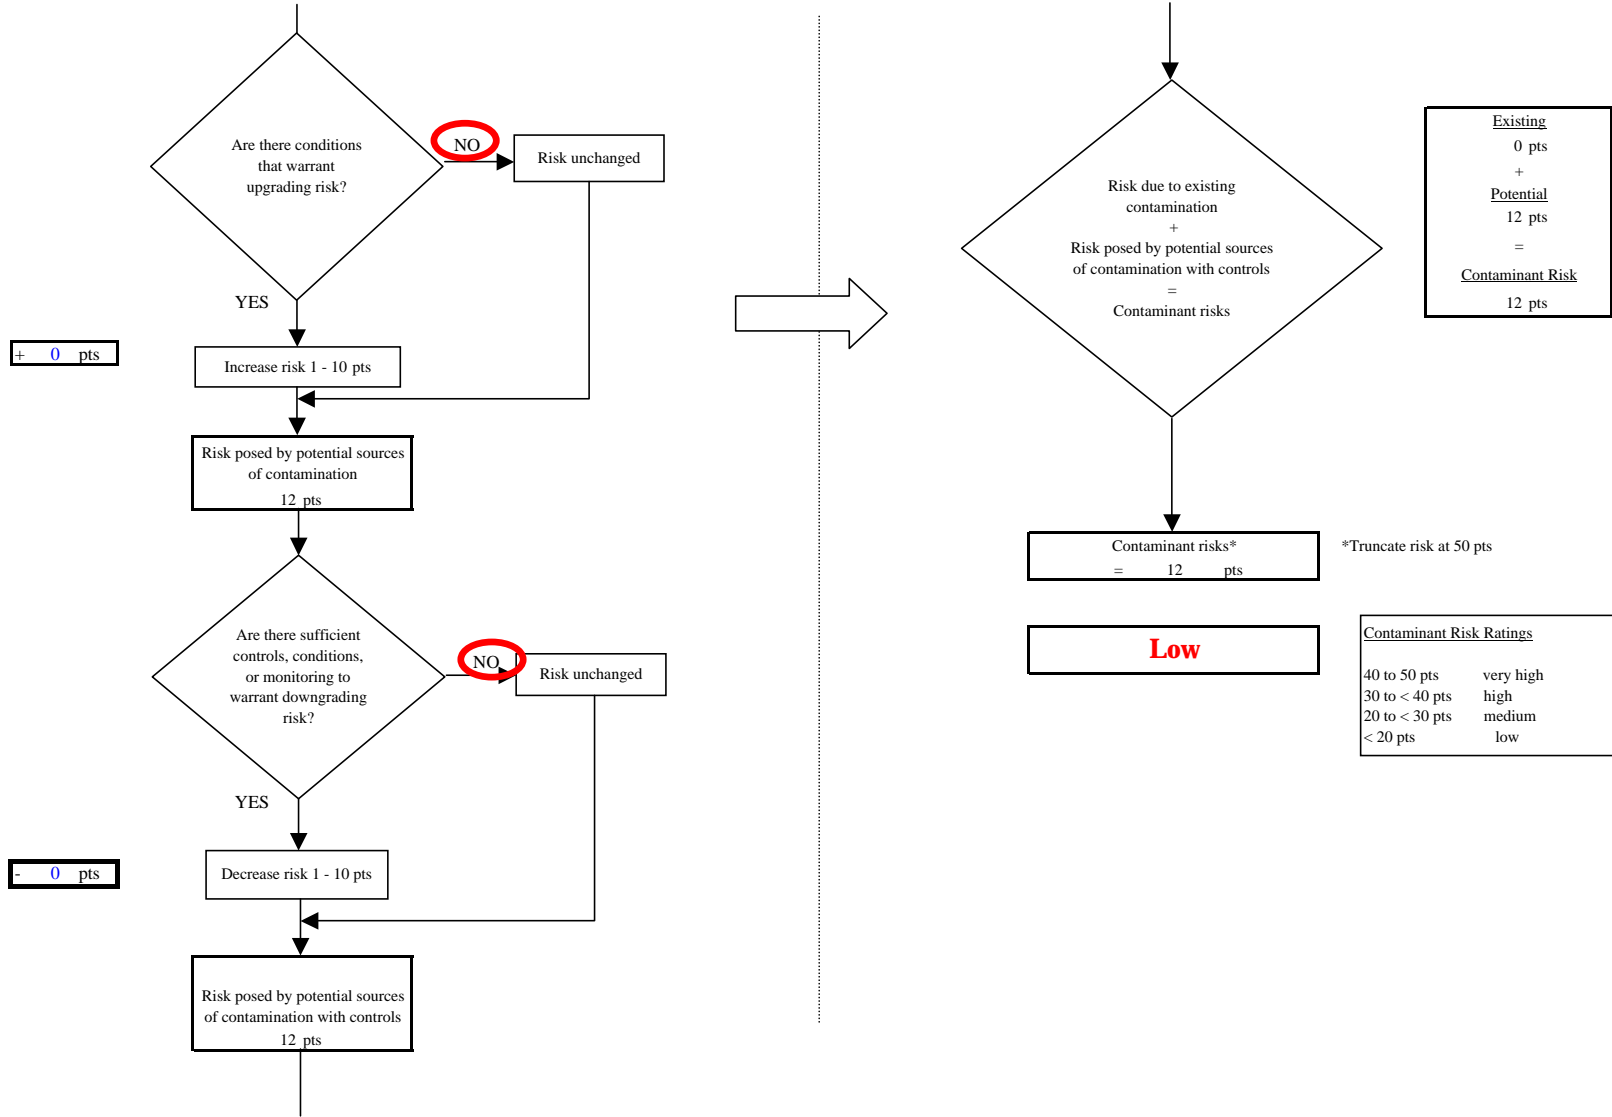 Are there conditions
that warrant
upgrading risk?
NO
Risk unchanged
YES
+ 0 pts
Increase risk 1 - 10 pts
Risk posed by potential sources
of contamination
12 pts
Are there sufficient
controls, conditions,
or monitoring to
warrant downgrading
risk?
NO
Risk unchanged
YES
- 0 pts
Decrease risk 1 - 10 pts
Risk posed by potential sources
of contamination with controls
12 pts
Risk due to existing
contamination
+
Risk posed by potential sources
of contamination with controls
=
Contaminant risks
Existing
0 pts
+
Potential
12 pts
=
Contaminant Risk
12 pts
Contaminant risks*
= 12 pts
*Truncate risk at 50 pts
Low
Contaminant Risk Ratings
40 to 50 pts very high
30 to < 40 pts high
20 to < 30 pts medium
< 20 pts low